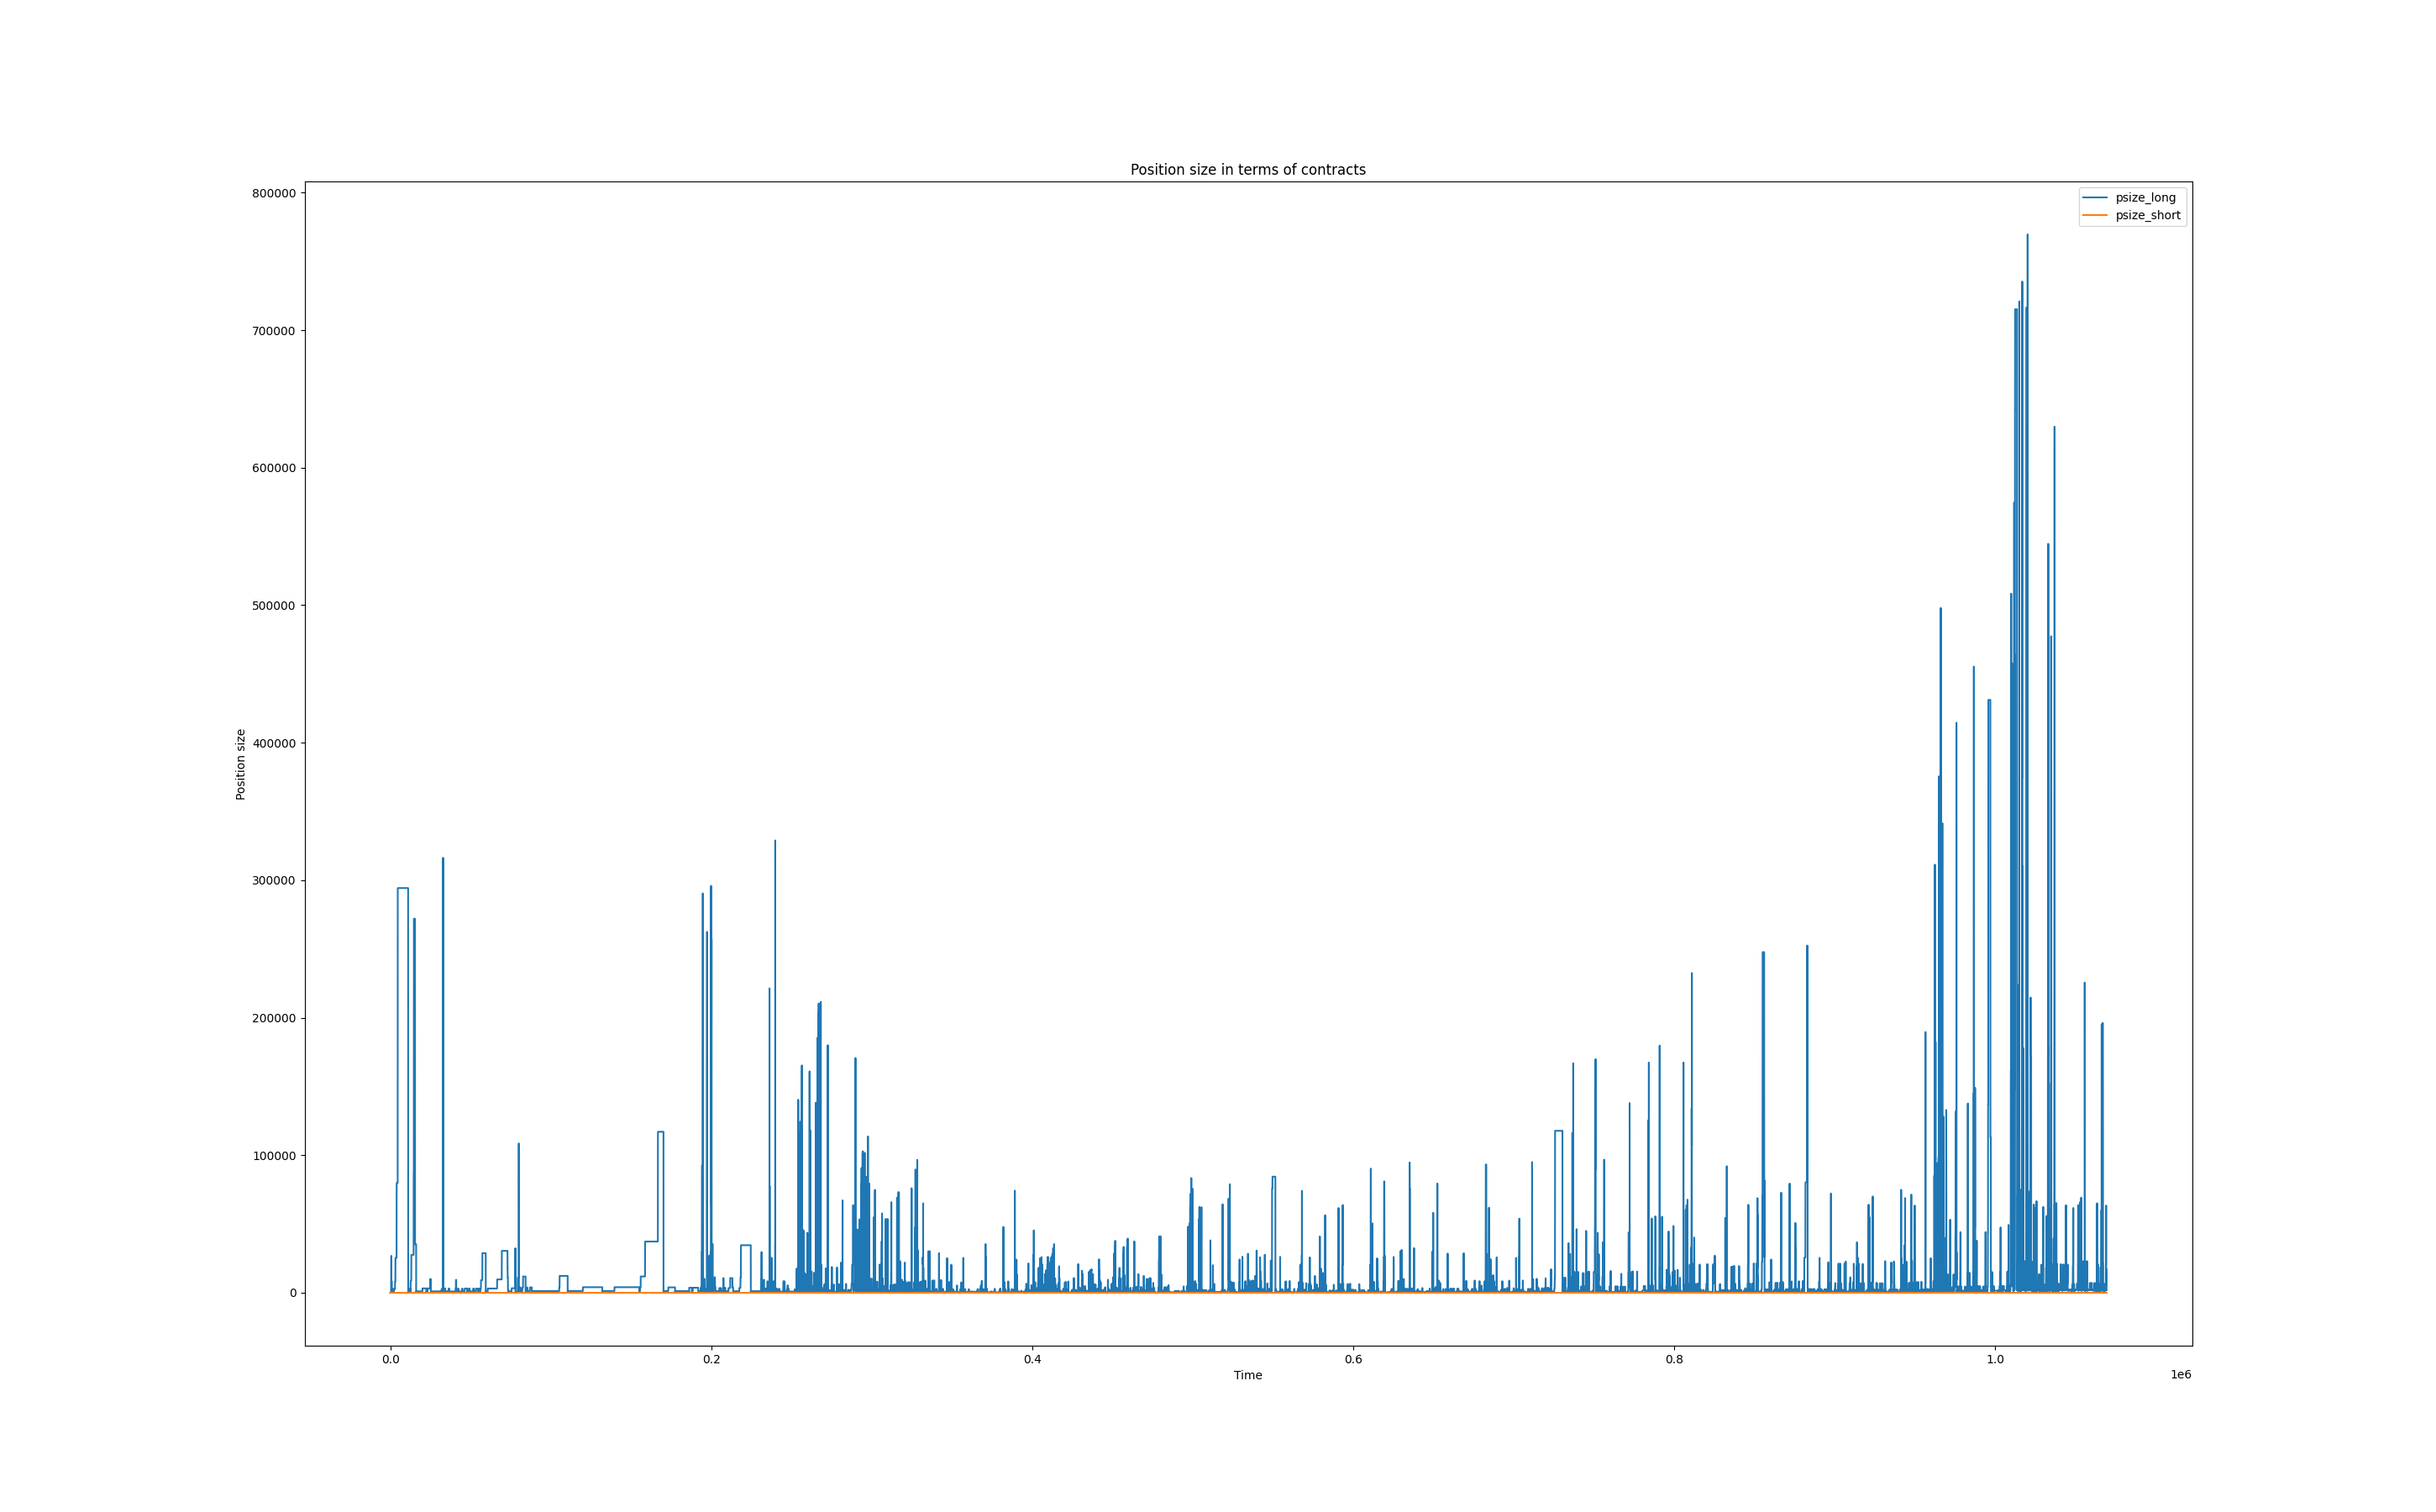 Position size in terms of contracts
psize_long
psize_short
800000
700000
600000
500000
400000
300000
200000
100000
0
Position size
0.0 0.2 0.4 0.6 0.8 1.0
Time
1e6